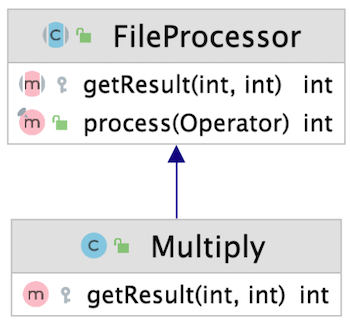 FileProcessor
getResult(int, int) int
process(Operator) int
Multiply
getResult(int, int) int